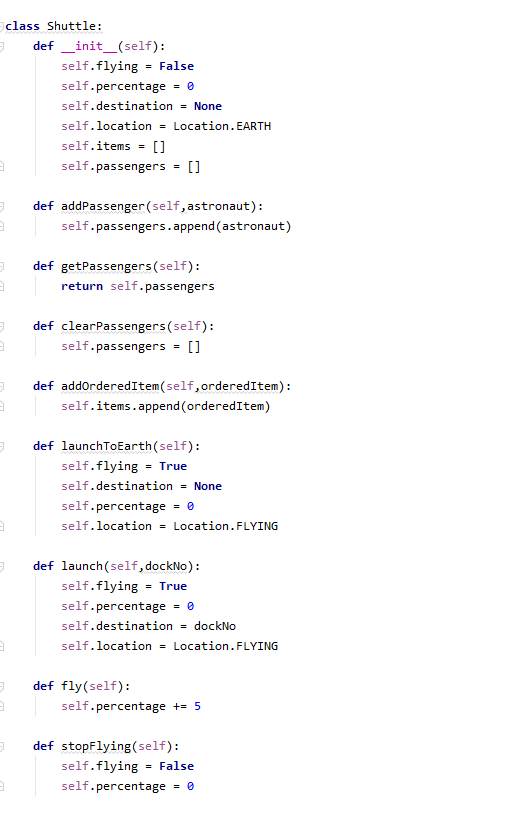 class Shuttle:
    def __init__(self):
        self.flying = False
        self.percentage = 0
        self.destination = None
        self.location = Location.EARTH
        self.items = []
        self.passengers = []

    def addPassenger(self,astronaut):
        self.passengers.append(astronaut)

    def getPassengers(self):
        return self.passengers

    def clearPassengers(self):
        self.passengers = []

    def addOrderedItem(self,orderedItem):
        self.items.append(orderedItem)

    def launchToEarth(self):
        self.flying = True
        self.destination = None
        self.percentage = 0
        self.location = Location.FLYING

    def launch(self,dockNo):
        self.flying = True
        self.percentage = 0
        self.destination = dockNo
        self.location = Location.FLYING

    def fly(self):
        self.percentage += 5

    def stopFlying(self):
        self.flying = False
        self.percentage = 0